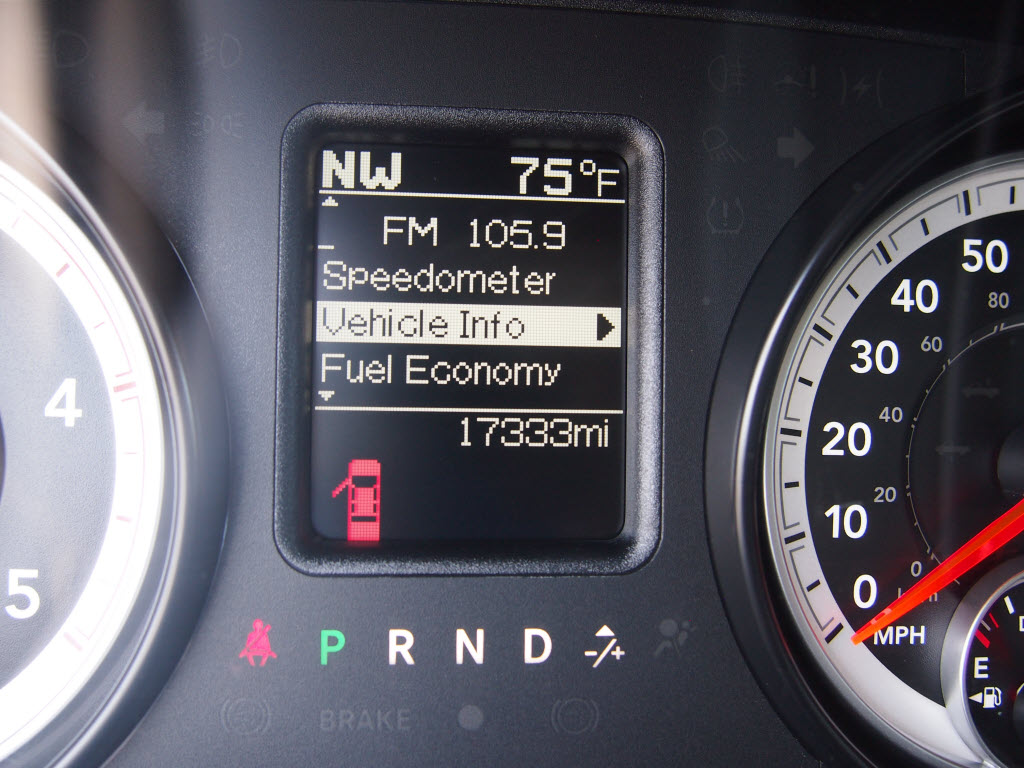 NW 75°F
FM 105.9
Speedometer
Vehicle Info
Fuel Economy
17333mi
P R N D -/+
BRAKE
4
5
50
40
30
20
10
0
MPH
80
60
40
20
0
E